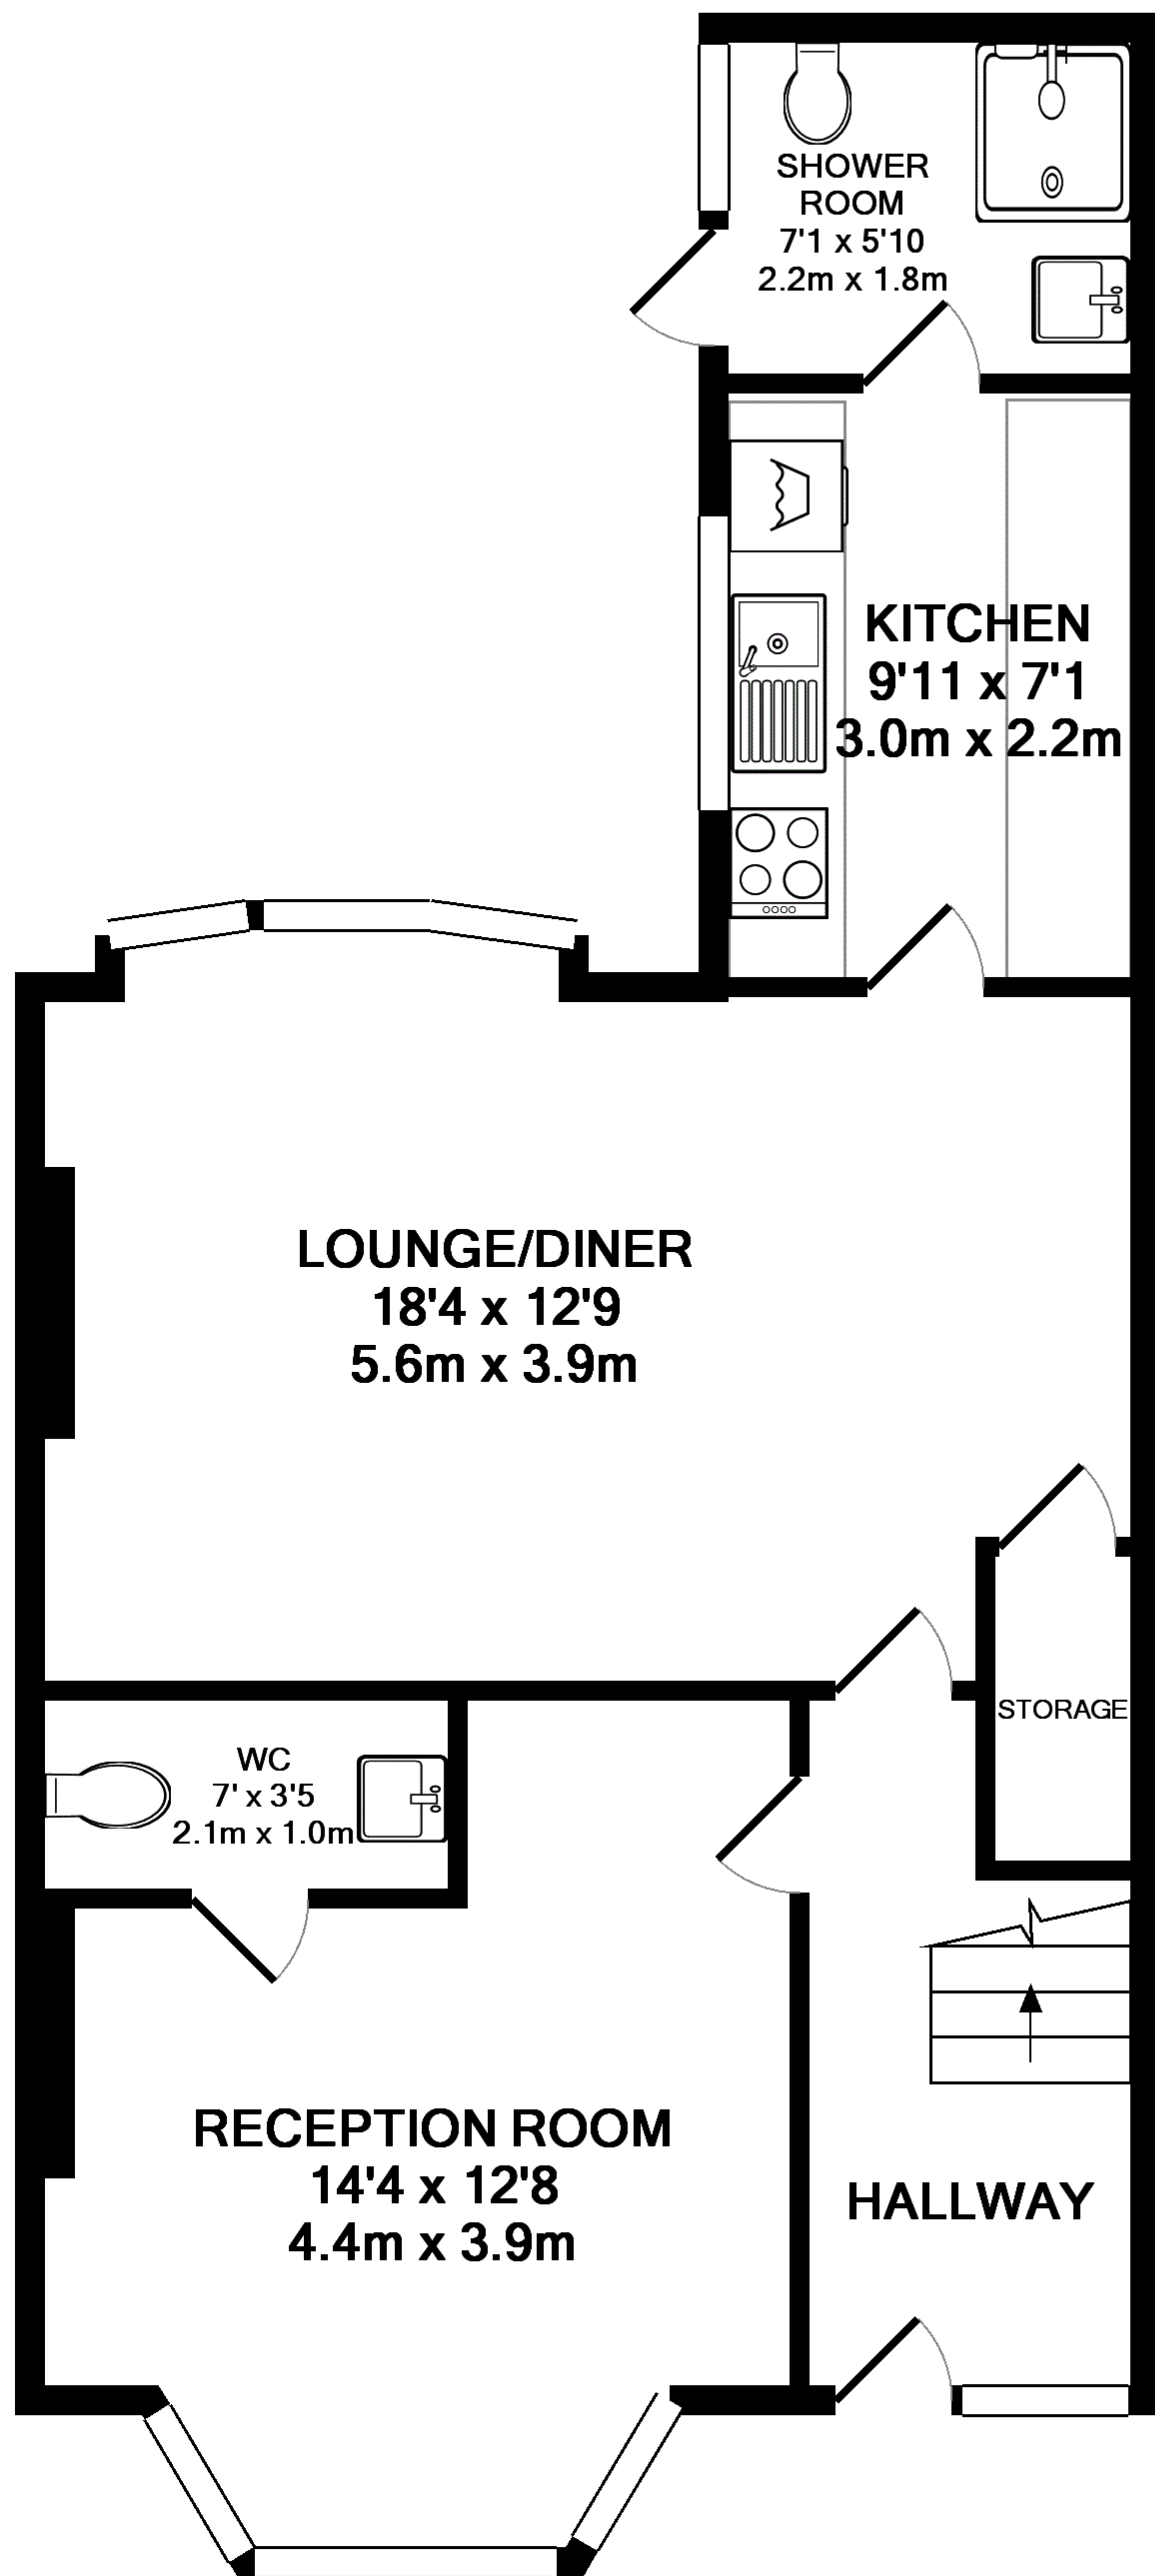 SHOWER
ROOM
7'1 x 5'10
2.2m x 1.8m
KITCHEN
9'11 x 7'1
3.0m x 2.2m
LOUNGE/DINER
18'4 x 12'9
5.6m x 3.9m
STORAGE
WC
7' x 3'5
2.1m x 1.0m
RECEPTION ROOM
14'4 x 12'8
4.4m x 3.9m
HALLWAY